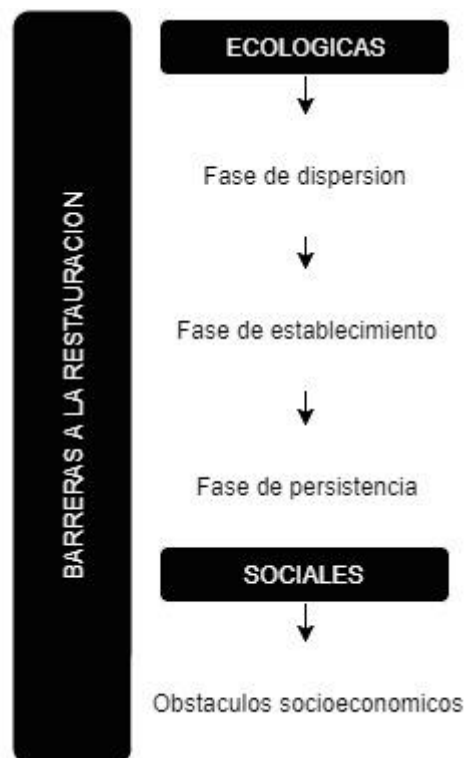 BARRERAS A LA RESTAURACION
ECOLOGICAS
Fase de dispersion
Fase de establecimiento
Fase de persistencia
SOCIALES
Obstaculos socioeconomicos